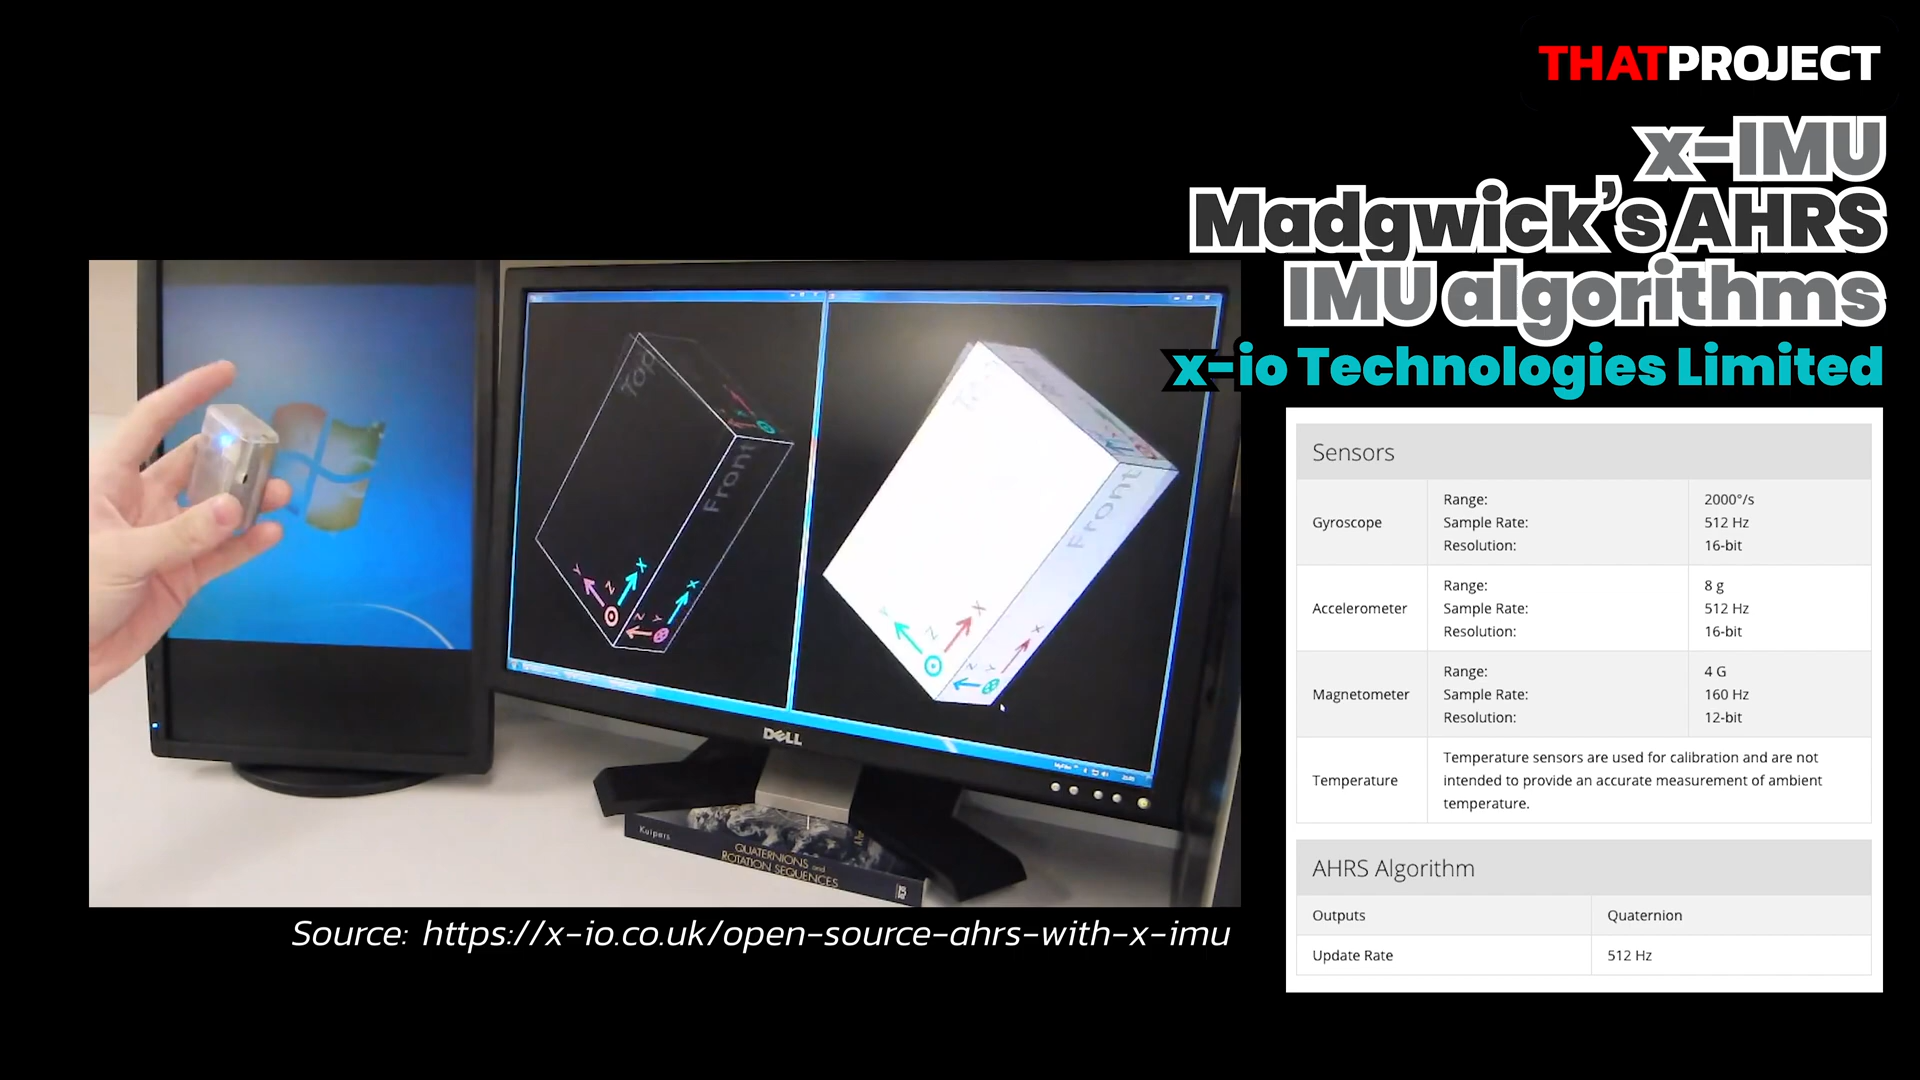 THATPROJECT
x-IMU
Madgwick's AHRS
IMU algorithms
x-io Technologies Limited
Top
Front
Front
X
Y
Z
X
Y
Z
X
Z
X
DELL
Kuipers
QUATERNIONS and
ROTATION SEQUENCES
Source: https://x-io.co.uk/open-source-ahrs-with-x-imu
Sensors
Gyroscope
Range: 2000°/s
Sample Rate: 512 Hz
Resolution: 16-bit
Accelerometer
Range: 8 g
Sample Rate: 512 Hz
Resolution: 16-bit
Magnetometer
Range: 4 G
Sample Rate: 160 Hz
Resolution: 12-bit
Temperature
Temperature sensors are used for calibration and are not
intended to provide an accurate measurement of ambient
temperature.
AHRS Algorithm
Outputs Quaternion
Update Rate 512 Hz